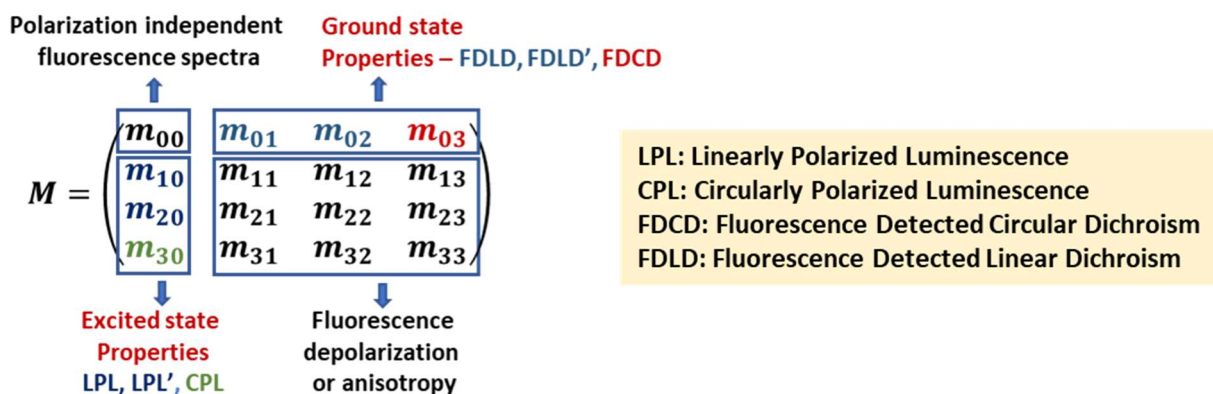 Polarization independent
fluorescence spectra
Ground state
Properties – FDLD, FDLD’, FDCD
M =
m00 m01 m02 m03
m10 m11 m12 m13
m20 m21 m22 m23
m30 m31 m32 m33
Excited state
Properties
LPL, LPL’, CPL
Fluorescence
depolarization
or anisotropy
LPL: Linearly Polarized Luminescence
CPL: Circularly Polarized Luminescence
FDCD: Fluorescence Detected Circular Dichroism
FDLD: Fluorescence Detected Linear Dichroism